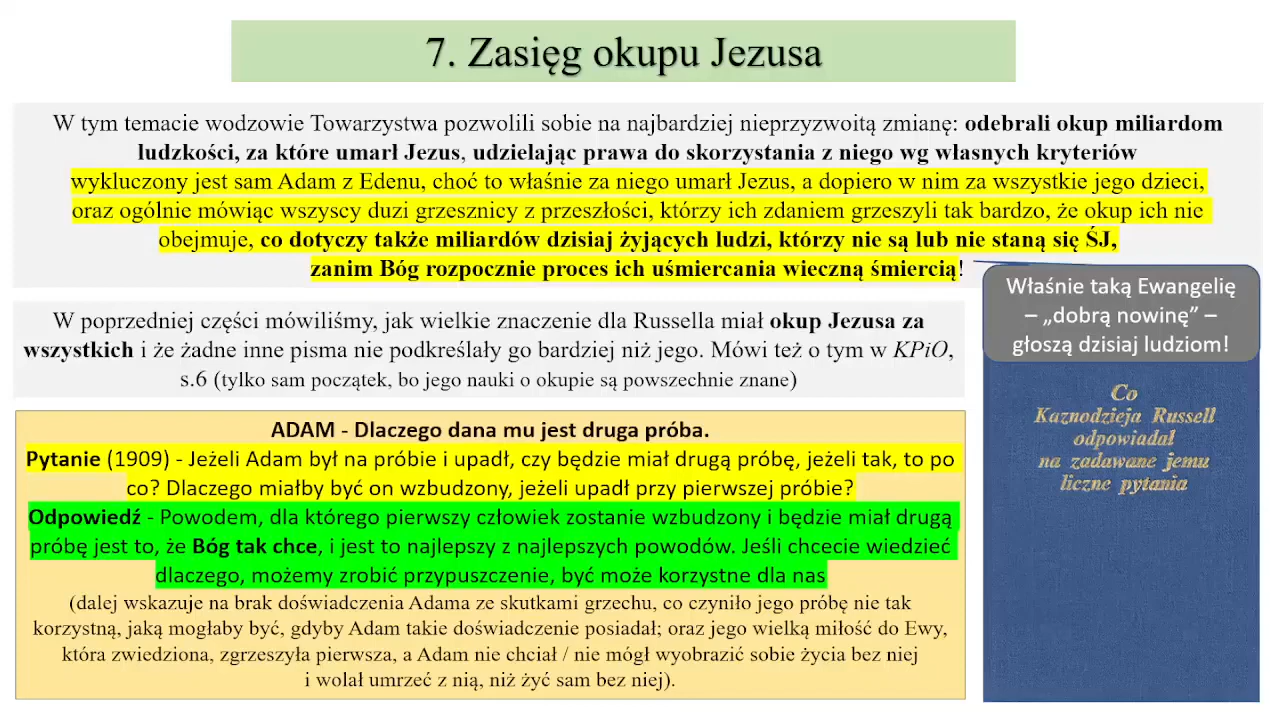 7. Zasięg okupu Jezusa
W tym temacie wodzowie Towarzystwa pozwolili sobie na najbardziej nieprzyzwoitą zmianę: odebrali okup miliardom
ludzkości, za które umarł Jezus, udzielając prawa do skorzystania z niego wg własnych kryteriów
wykluczony jest sam Adam z Edenu, choć to właśnie za niego umarł Jezus, a dopiero w nim za wszystkie jego dzieci,
oraz ogólnie mówiąc wszyscy duzi grzesznicy z przeszłości, którzy ich zdaniem grzeszyli tak bardzo, że okup ich nie
obejmuje, co dotyczy także miliardów dzisiaj żyjących ludzi, którzy nie są lub nie staną się ŚJ,
zanim Bóg rozpocznie proces ich uśmiercania wieczną śmiercią!
Właśnie taką Ewangelię
– „dobrą nowinę” –
głoszą dzisiaj ludziom!
W poprzedniej części mówiliśmy, jak wielkie znaczenie dla Russella miał okup Jezusa za
wszystkich i że żadne inne pisma nie podkreślały go bardziej niż jego. Mówi też o tym w KPiO,
s.6 (tylko sam początek, bo jego nauki o okupie są powszechnie znane)
ADAM - Dlaczego dana mu jest druga próba.
Pytanie (1909) - Jeżeli Adam był na próbie i upadł, czy będzie miał drugą próbę, jeżeli tak, to po
co? Dlaczego miałby być on wzbudzony, jeżeli upadł przy pierwszej próbie?
Odpowiedź - Powodem, dla którego pierwszy człowiek zostanie wzbudzony i będzie miał drugą
próbę jest to, że Bóg tak chce, i jest to najlepszy z najlepszych powodów. Jeśli chcecie wiedzieć
dlaczego, możemy zrobić przypuszczenie, być może korzystne dla nas
(dalej wskazuje na brak doświadczenia Adama ze skutkami grzechu, co czyniło jego próbę nie tak
korzystną, jaką mogłaby być, gdyby Adam takie doświadczenie posiadał; oraz jego wielką miłość do Ewy,
która zwiedziona, zgrzeszyła pierwsza, a Adam nie chciał / nie mógł wyobrazić sobie życia bez niej
i wolał umrzeć z nią, niż żyć sam bez niej).
Co
Kaznodzieja Russell
odpowiadał
na zadawane jemu
liczne pytania